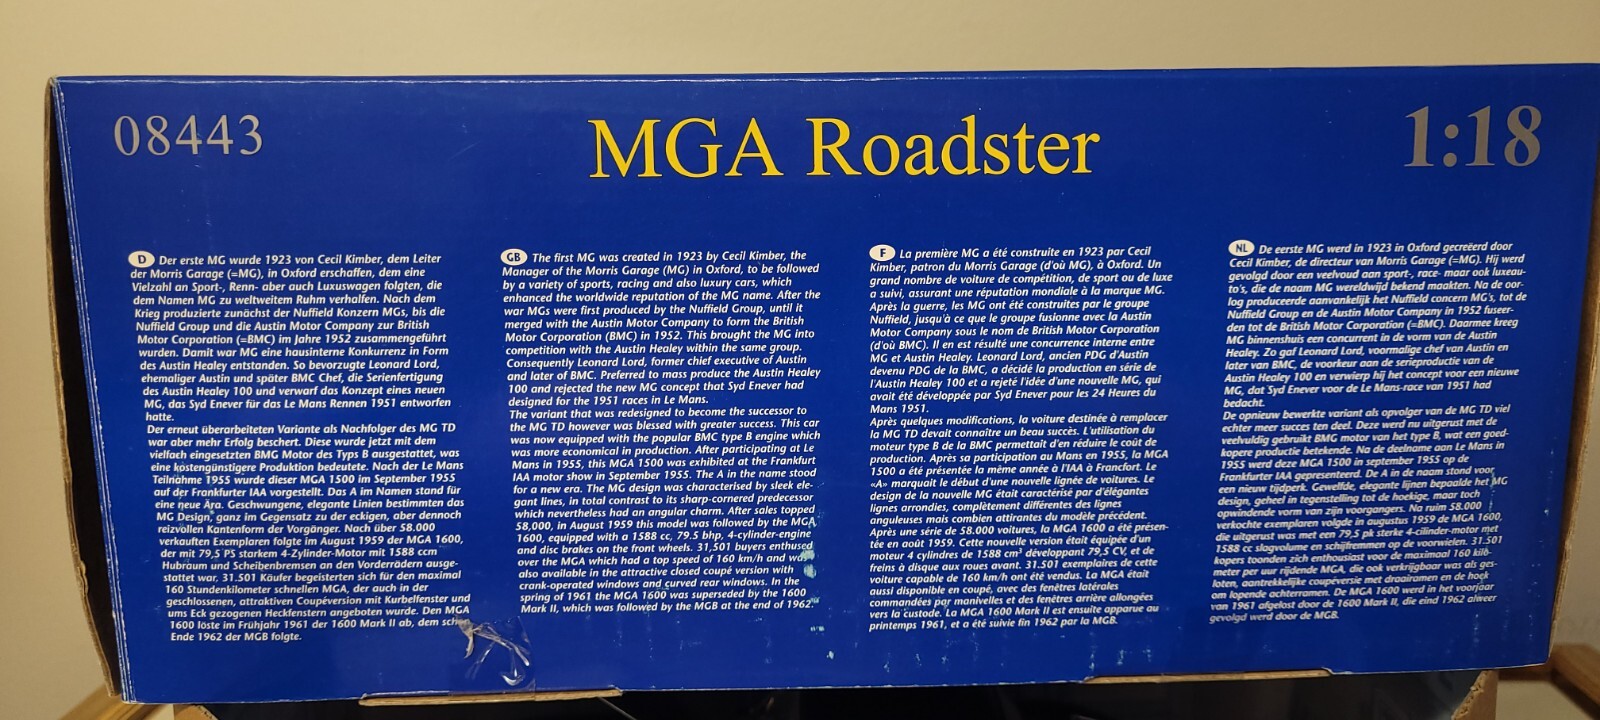 08443
MGA Roadster
1:18
D Der erste MG wurde 1923 von Cecil Kimber, dem Leiter
der Morris Garage (=MG), in Oxford erschaffen, dem eine
Vielzahl an Sport-, Renn- aber auch Luxuswagen folgten, die
dem Namen MG zu weltweitem Ruhm verhalfen. Nach dem
Krieg produzierte zunächst der Nuffield Konzern MGs, bis die
Nuffield Group und die Austin Motor Company zur British
Motor Corporation (=BMC) im Jahre 1952 zusammengeführt
wurden. Damit war MG eine hausinterne Konkurrenz in Form
des Austin Healey entstanden. So bevorzugte Leonard Lord,
ehemaliger Austin und später BMC Chef, die Serienfertigung
des Austin Healey 100 und verwarf das Konzept eines neuen
MG, das Syd Enever für das Le Mans Rennen 1951 entworfen
hatte.
Der erneut überarbeiteten Variante als Nachfolger des MG TD
war aber mehr Erfolg beschert. Diese wurde jetzt mit dem
vielfach eingesetzten BMG Motor des Typs B ausgestattet, was
eine kostengünstigere Produktion bedeutete. Nach der Le Mans
Teilnahme 1955 wurde dieser MGA 1500 im September 1955
auf der Frankfurter IAA vorgestellt. Das A im Namen stand für
eine neue Ära. Geschwungene, elegante Linien bestimmten das
MG Design, ganz im Gegensatz zu der eckigen, aber dennoch
reizvollen Kantenform der Vorgänger. Nach über 58.000
verkauften Exemplaren folgte im August 1959 der MGA 1600,
der mit 79,5 PS starkem 4-Zylinder-Motor mit 1588 ccm
Hubraum und Scheibenbremsen an den Vorderrädern ausge-
stattet war. 31.501 Käufer begeisterten sich für den maximal
160 Stundenkilometer schnellen MGA, der auch in der
geschlossenen, attraktiven Coupéversion mit Kurbelfenster und
ums Eck gezogenen Heckfenstern angeboten wurde. Den MGA
1600 löste im Frühjahr 1961 der 1600 Mark II ab, dem schon
Ende 1962 der MGB folgte.
GB The first MG was created in 1923 by Cecil Kimber, the
Manager of the Morris Garage (MG) in Oxford, to be followed
by a variety of sports, racing and also luxury cars, which
enhanced the worldwide reputation of the MG name. After the
war MGs were first produced by the Nuffield Group, until it
merged with the Austin Motor Company to form the British
Motor Corporation (BMC) in 1952. This brought the MG into
competition with the Austin Healey within the same group.
Consequently Leonard Lord, former chief executive of Austin
and later of BMC. Preferred to mass produce the Austin Healey
100 and rejected the new MG concept that Syd Enever had
designed for the 1951 races in Le Mans.
The variant that was redesigned to become the successor to
the MG TD however was blessed with greater success. This car
was now equipped with the popular BMC type B engine which
was more economical in production. After participating at Le
Mans in 1955, this MGA 1500 was exhibited at the Frankfurt
IAA motor show in September 1955. The A in the name stood
for a new era. The MG design was characterised by sleek ele-
gant lines, in total contrast to its sharp-cornered predecessor
which nevertheless had an angular charm. After sales topped
58,000, in August 1959 this model was followed by the MGA
1600, equipped with a 1588 cc, 79.5 bhp, 4-cylinder-engine
and disc brakes on the front wheels. 31,501 buyers enthused
over the MGA which had a top speed of 160 km/h and was
also available in the attractive closed coupé version with
crank-operated windows and curved rear windows. In the
spring of 1961 the MGA 1600 was superseded by the 1600
Mark II, which was followed by the MGB at the end of 1962.
F La première MG a été construite en 1923 par Cecil
Kimber, patron du Morris Garage (d'où MG), à Oxford. Un
grand nombre de voiture de compétition, de sport ou de luxe
a suivi, assurant une réputation mondiale à la marque MG.
Après la guerre, les MG ont été construites par le groupe
Nuffield, jusqu'à ce que le groupe fusionne avec la Austin
Motor Company sous le nom de British Motor Corporation
(d'où BMC). Il en est résulté une concurrence interne entre
MG et Austin Healey. Leonard Lord, ancien PDG d'Austin
devenu PDG de la BMC, a décidé la production en série de
l'Austin Healey 100 et a rejeté l'idée d'une nouvelle MG, qui
avait été développée par Syd Enever pour les 24 Heures du
Mans 1951.
Après quelques modifications, la voiture destinée à remplacer
la MG TD devait connaître un beau succès. L'utilisation du
moteur type B de la BMC permettait d'en réduire le coût de
production. Après sa participation au Mans en 1955, la MGA
1500 a été présentée la même année à l'IAA à Francfort. Le
«A» marquait le début d'une nouvelle lignée de voitures. Le
design de la nouvelle MG était caractérisé par d'élégantes
lignes arrondies, complètement différentes des lignes
anguleuses mais combien attirantes du modèle précédent.
Après une série de 58.000 voitures, la MGA 1600 a été présen-
tée en août 1959. Cette nouvelle version était équipée d'un
moteur 4 cylindres de 1588 cm³ développant 79,5 CV, et de
freins à disque aux roues avant. 31.501 exemplaires de cette
voiture capable de 160 km/h ont été vendus. La MGA était
aussi disponible en coupé, avec des fenêtres latérales
commandées par manivelles et des fenêtres arrière allongées
vers la custode. La MGA 1600 Mark II est ensuite apparue au
printemps 1961, et a été suivie fin 1962 par la MGB.
NL De eerste MG werd in 1923 in Oxford gecreëerd door
Cecil Kimber, de directeur van Morris Garage (=MG). Hij werd
gevolgd door een veelvoud aan sport-, race- maar ook luxeau-
to's, die de naam MG wereldwijd bekend maakten. Na de oor-
log produceerde aanvankelijk het Nuffield concern MG's, tot de
Nuffield Group en de Austin Motor Company in 1952 fuseer-
den tot de British Motor Corporation (=BMC). Daarmee kreeg
MG binnenshuis een concurrent in de vorm van de Austin
Healey. Zo gaf Leonard Lord, voormalige chef van Austin en
later van BMC, de voorkeur aan de serieproductie van de
Austin Healey 100 en verwierp hij het concept voor een nieuwe
MG, dat Syd Enever voor de Le Mans-race van 1951 had
bedacht.
De opnieuw bewerkte variant als opvolger van de MG TD viel
echter meer succes ten deel. Deze werd nu uitgerust met de
veelvuldig gebruikt BMG motor van het type B, wat een goed-
kopere productie betekende. Na de deelname aan Le Mans in
1955 werd deze MGA 1500 in september 1955 op de
Frankfurter IAA gepresenteerd. De A in de naam stond voor
een nieuw tijdperk. Gewelfde, elegante lijnen bepaalde het MG
design, geheel in tegenstelling tot de hoekige, maar toch
opwindende vorm van zijn voorgangers. Na ruim 58.000
verkochte exemplaren volgde in augustus 1959 de MGA 1600,
die uitgerust was met een 79,5 pk sterke 4-cilinder-motor met
1588 cc slagvolume en schijfremmen op de voorwielen. 31.501
kopers toonden zich enthousiast voor de maximaal 160 kilo-
meter per uur rijdende MGA, die ook verkrijgbaar was als ges-
loten, aantrekkelijke coupéversie met draairamen en de hoek
om lopende achterramen. De MGA 1600 werd in het voorjaar
van 1961 afgelost door de 1600 Mark II, die eind 1962 alweer
gevolgd werd door de MGB.